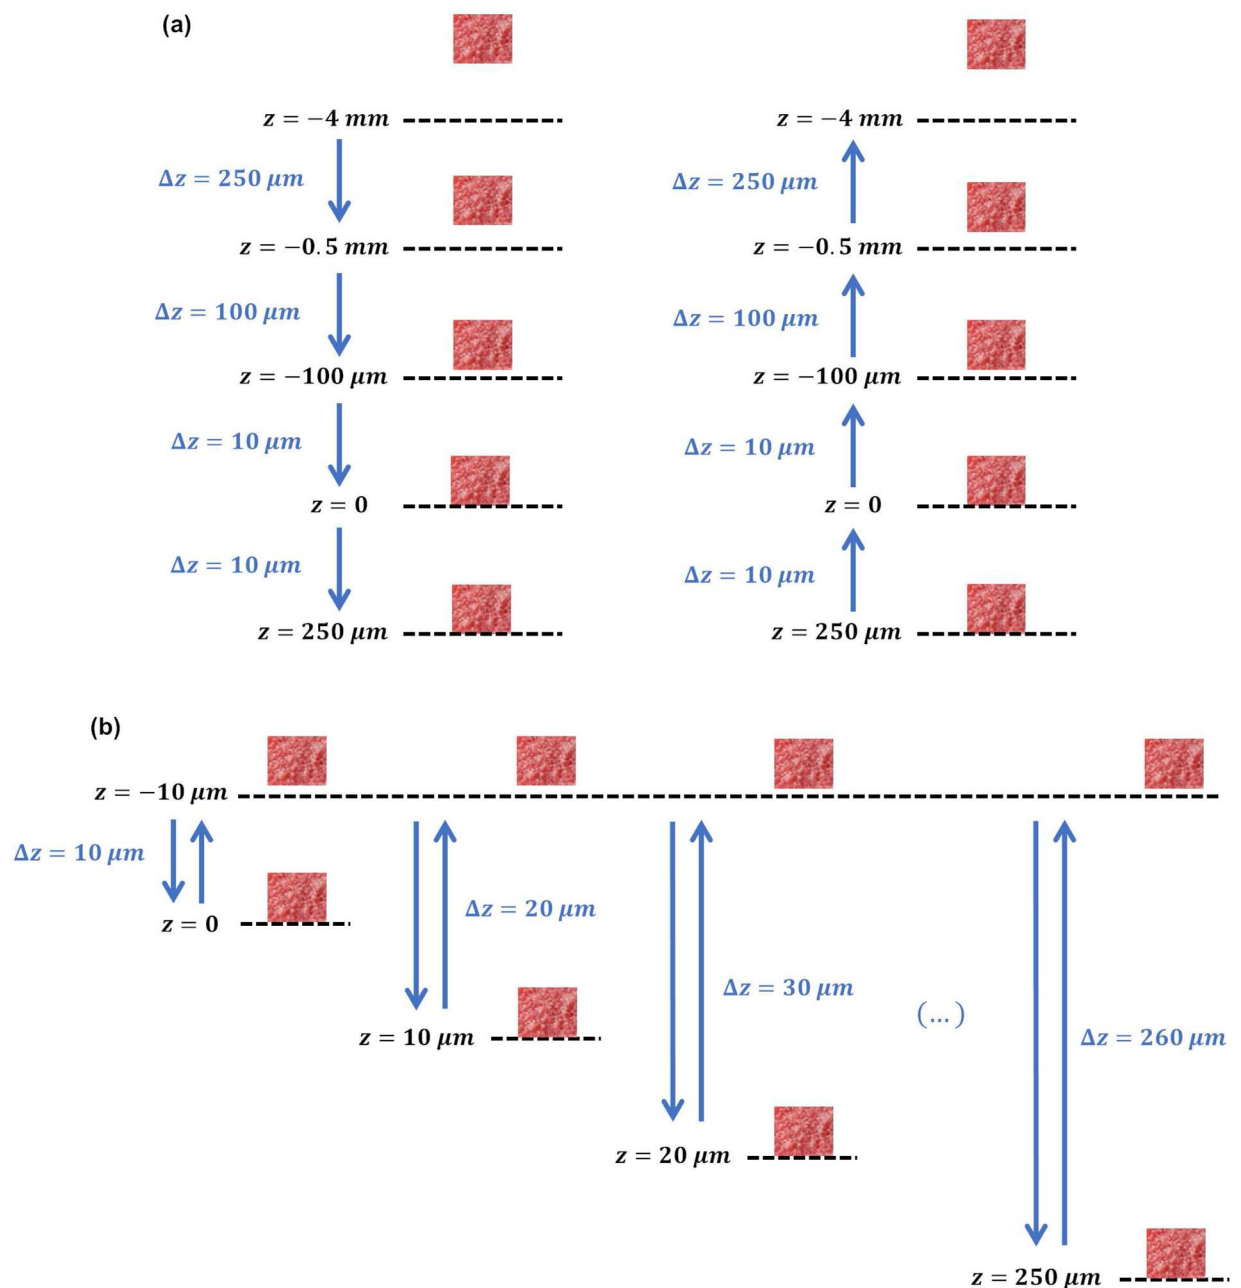 (a)
z = −4 mm
Δz = 250 μm
z = −0.5 mm
Δz = 100 μm
z = −100 μm
Δz = 10 μm
z = 0
Δz = 10 μm
z = 250 μm
z = −4 mm
Δz = 250 μm
z = −0.5 mm
Δz = 100 μm
z = −100 μm
Δz = 10 μm
z = 0
Δz = 10 μm
z = 250 μm
(b)
z = −10 μm
Δz = 10 μm
z = 0
Δz = 20 μm
z = 10 μm
Δz = 30 μm
z = 20 μm
(...)
Δz = 260 μm
z = 250 μm